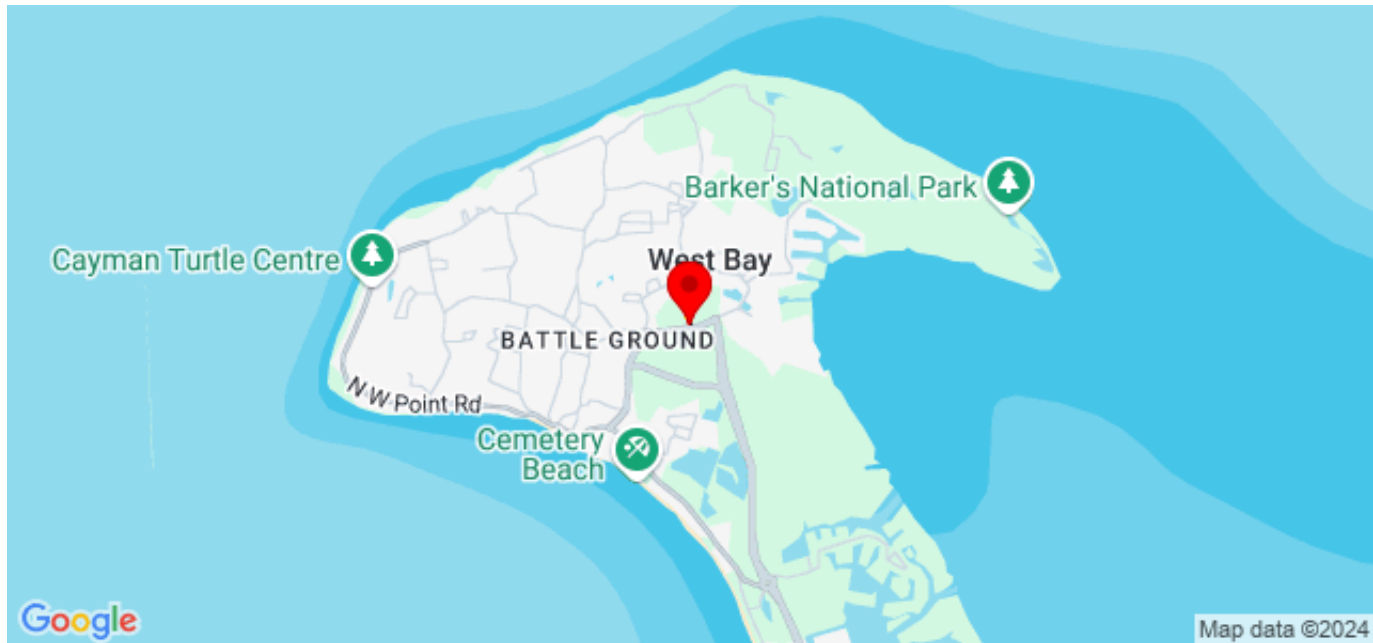 Barker's National Park
Cayman Turtle Centre
West Bay
BATTLE GROUND
N W Point Rd
Cemetery
Beach
Google
Map data ©2024